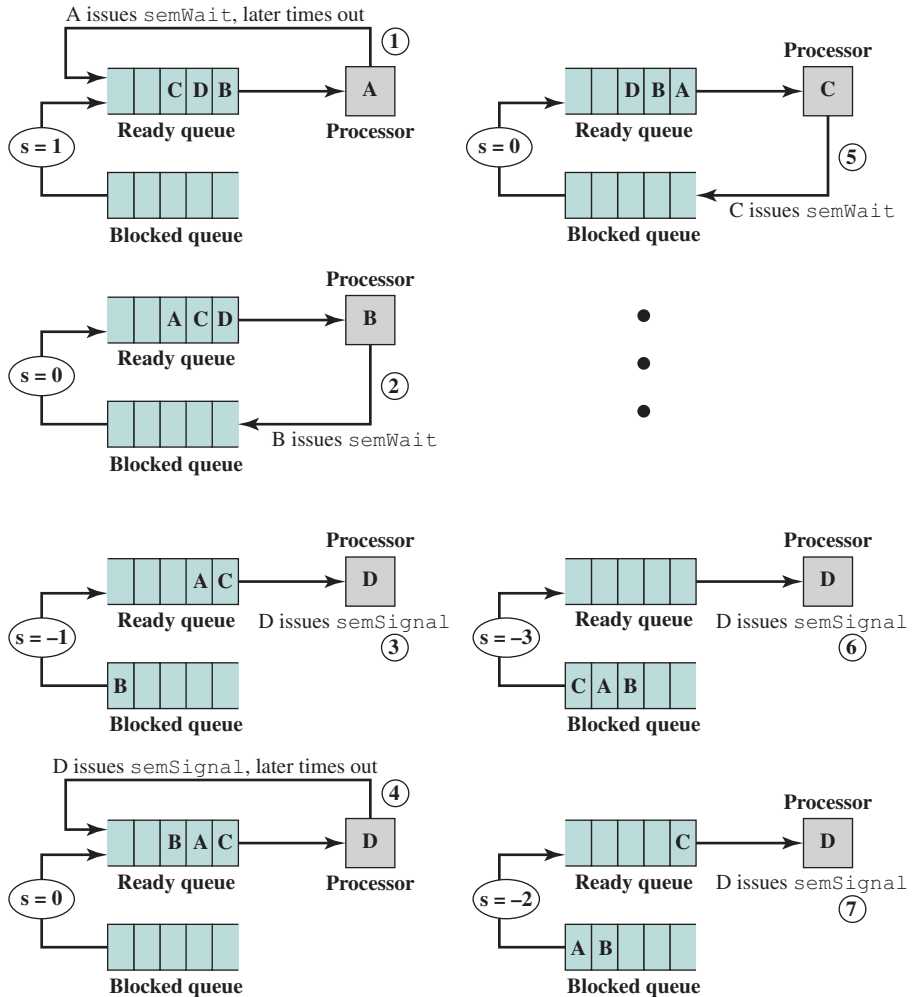 A issues semWait, later times out
1
C D B
A
Ready queue
Processor
s = 1
Blocked queue
Processor
D B A
C
Ready queue
s = 0
5
C issues semWait
Blocked queue
Processor
A C D
B
Ready queue
s = 0
2
B issues semWait
Blocked queue
Processor
A C
D
Ready queue
D issues semSignal
s = –1
3
B
Blocked queue
Processor
D
Ready queue
D issues semSignal
s = –3
6
C A B
Blocked queue
D issues semSignal, later times out
4
B A C
D
Ready queue
Processor
s = 0
Blocked queue
Processor
C
D
Ready queue
D issues semSignal
s = –2
7
A B
Blocked queue